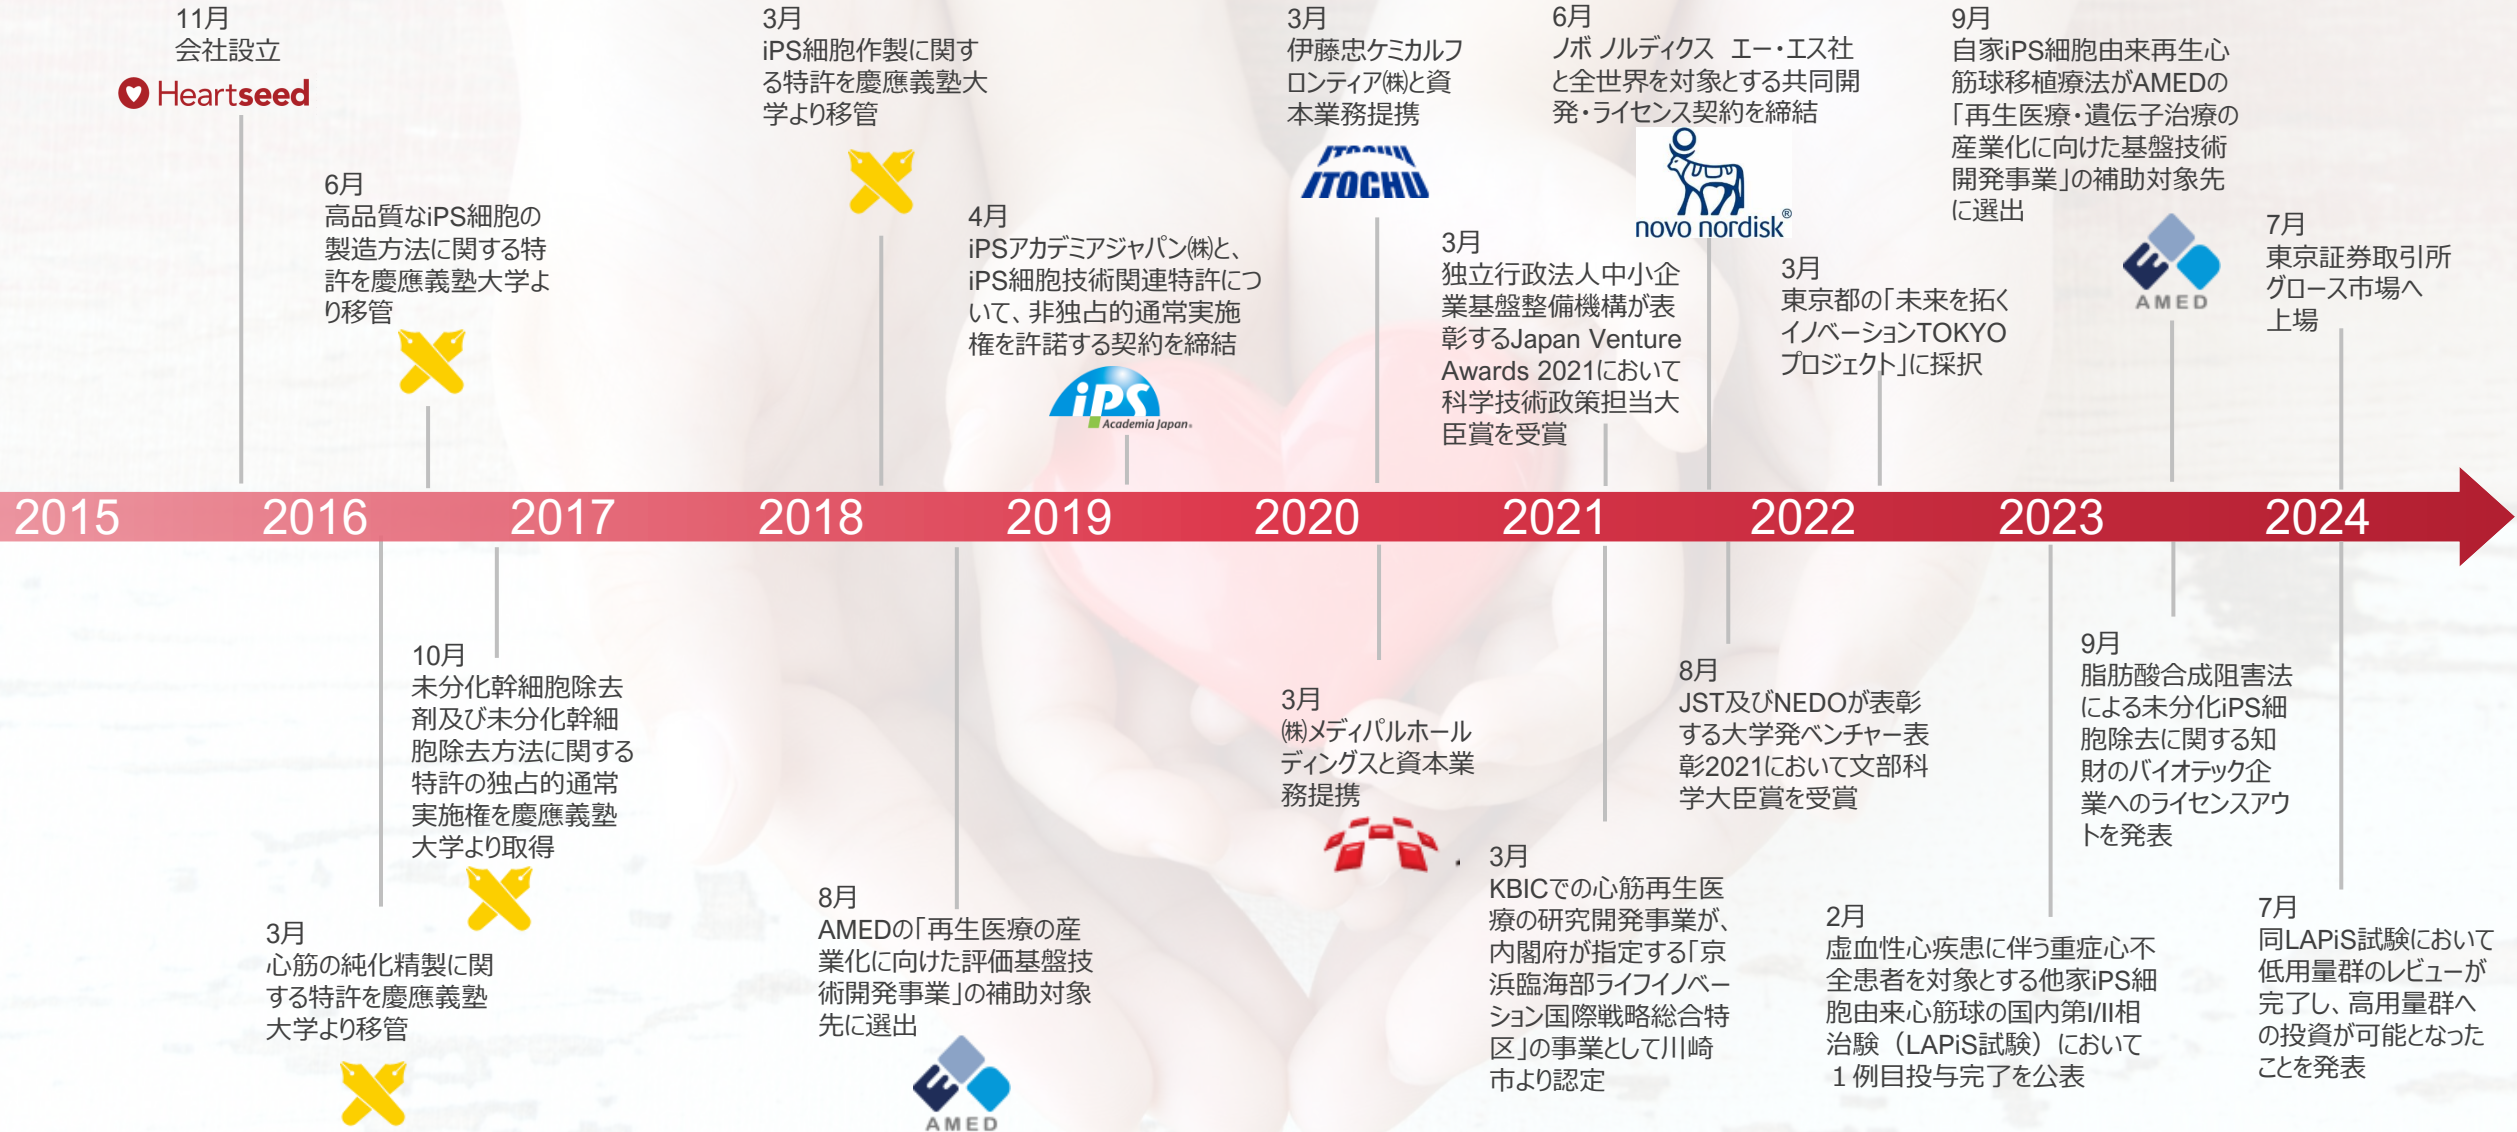 11月
会社設立
Heartseed
6月
高品質なiPS細胞の
製造方法に関する特
許を慶應義塾大学よ
り移管
3月
iPS細胞作製に関す
る特許を慶應義塾大
学より移管
4月
iPSアカデミアジャパン㈱と、
iPS細胞技術関連特許につ
いて、非独占的通常実施
権を許諾する契約を締結
iPS
Academia Japan.
3月
伊藤忠ケミカルフ
ロンティア㈱と資
本業務提携
ITOCHU
ITOCHU
3月
独立行政法人中小企
業基盤整備機構が表
彰するJapan Venture
Awards 2021において
科学技術政策担当大
臣賞を受賞
6月
ノボ ノルディクス エー・エス社
と全世界を対象とする共同開
発・ライセンス契約を締結
novo nordisk®
3月
東京都の「未来を拓く
イノベーションTOKYO
プロジェクト」に採択
9月
自家iPS細胞由来再生心
筋球移植療法がAMEDの
「再生医療・遺伝子治療の
産業化に向けた基盤技術
開発事業」の補助対象先
に選出
AMED
7月
東京証券取引所
グロース市場へ
上場
2015 2016 2017 2018 2019 2020 2021 2022 2023 2024
3月
心筋の純化精製に関
する特許を慶應義塾
大学より移管
10月
未分化幹細胞除去
剤及び未分化幹細
胞除去方法に関する
特許の独占的通常
実施権を慶應義塾
大学より取得
8月
AMEDの「再生医療の産
業化に向けた評価基盤技
術開発事業」の補助対象
先に選出
AMED
3月
㈱メディパルホール
ディングスと資本業
務提携
3月
KBICでの心筋再生医
療の研究開発事業が、
内閣府が指定する「京
浜臨海部ライフイノベー
ション国際戦略総合特
区」の事業として川崎
市より認定
8月
JST及びNEDOが表彰
する大学発ベンチャー表
彰2021において文部科
学大臣賞を受賞
2月
虚血性心疾患に伴う重症心不
全患者を対象とする他家iPS細
胞由来心筋球の国内第I/II相
治験（LAPiS試験）において
１例目投与完了を公表
9月
脂肪酸合成阻害法
による未分化iPS細
胞除去に関する知
財のバイオテック企
業へのライセンスアウ
トを発表
7月
同LAPiS試験において
低用量群のレビューが
完了し、高用量群へ
の投資が可能となった
ことを発表